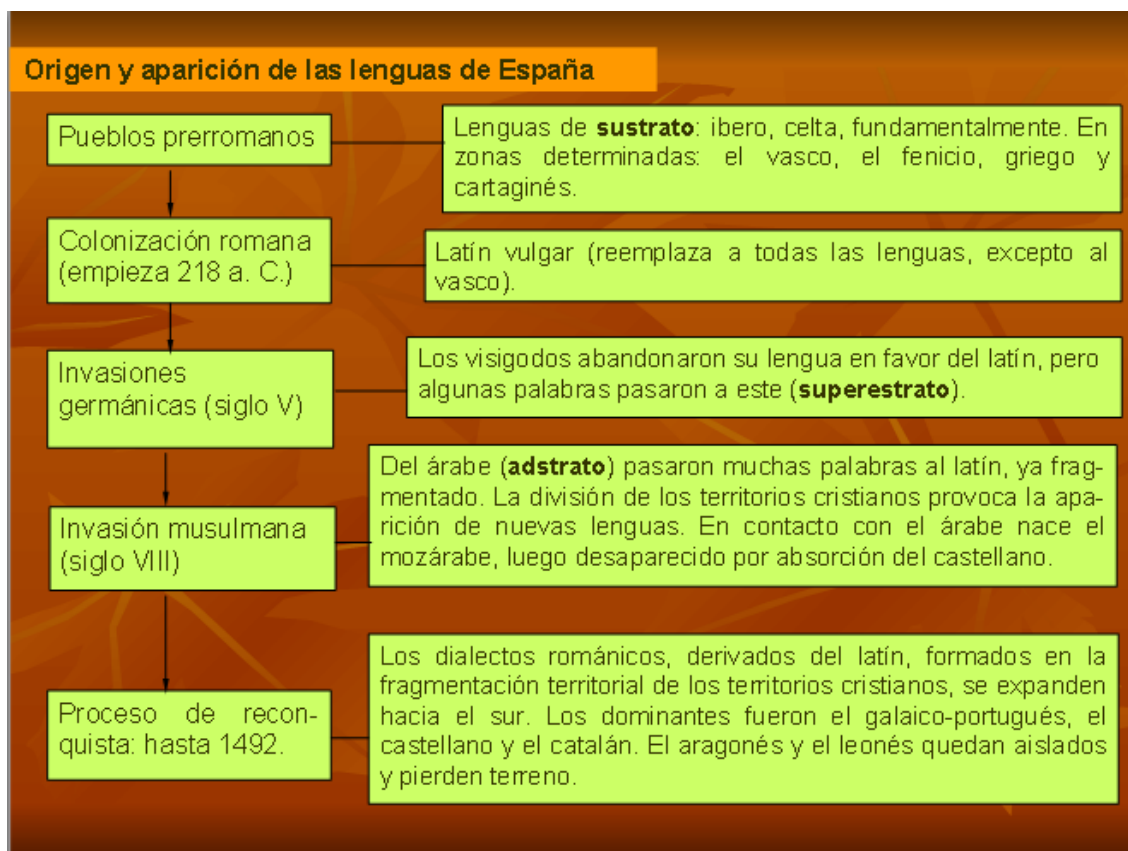 Origen y aparición de las lenguas de España
Pueblos prerromanos
Lenguas de sustrato: ibero, celta, fundamentalmente. En
zonas determinadas: el vasco, el fenicio, griego y
cartaginés.
Colonización romana
(empieza 218 a. C.)
Latín vulgar (reemplaza a todas las lenguas, excepto al
vasco).
Invasiones
germánicas (siglo V)
Los visigodos abandonaron su lengua en favor del latín, pero
algunas palabras pasaron a este (superestrato).
Invasión musulmana
(siglo VIII)
Del árabe (adstrato) pasaron muchas palabras al latín, ya frag-
mentado. La división de los territorios cristianos provoca la apa-
rición de nuevas lenguas. En contacto con el árabe nace el
mozárabe, luego desaparecido por absorción del castellano.
Proceso de recon-
quista: hasta 1492.
Los dialectos románicos, derivados del latín, formados en la
fragmentación territorial de los territorios cristianos, se expanden
hacia el sur. Los dominantes fueron el galaico-portugués, el
castellano y el catalán. El aragonés y el leonés quedan aislados
y pierden terreno.